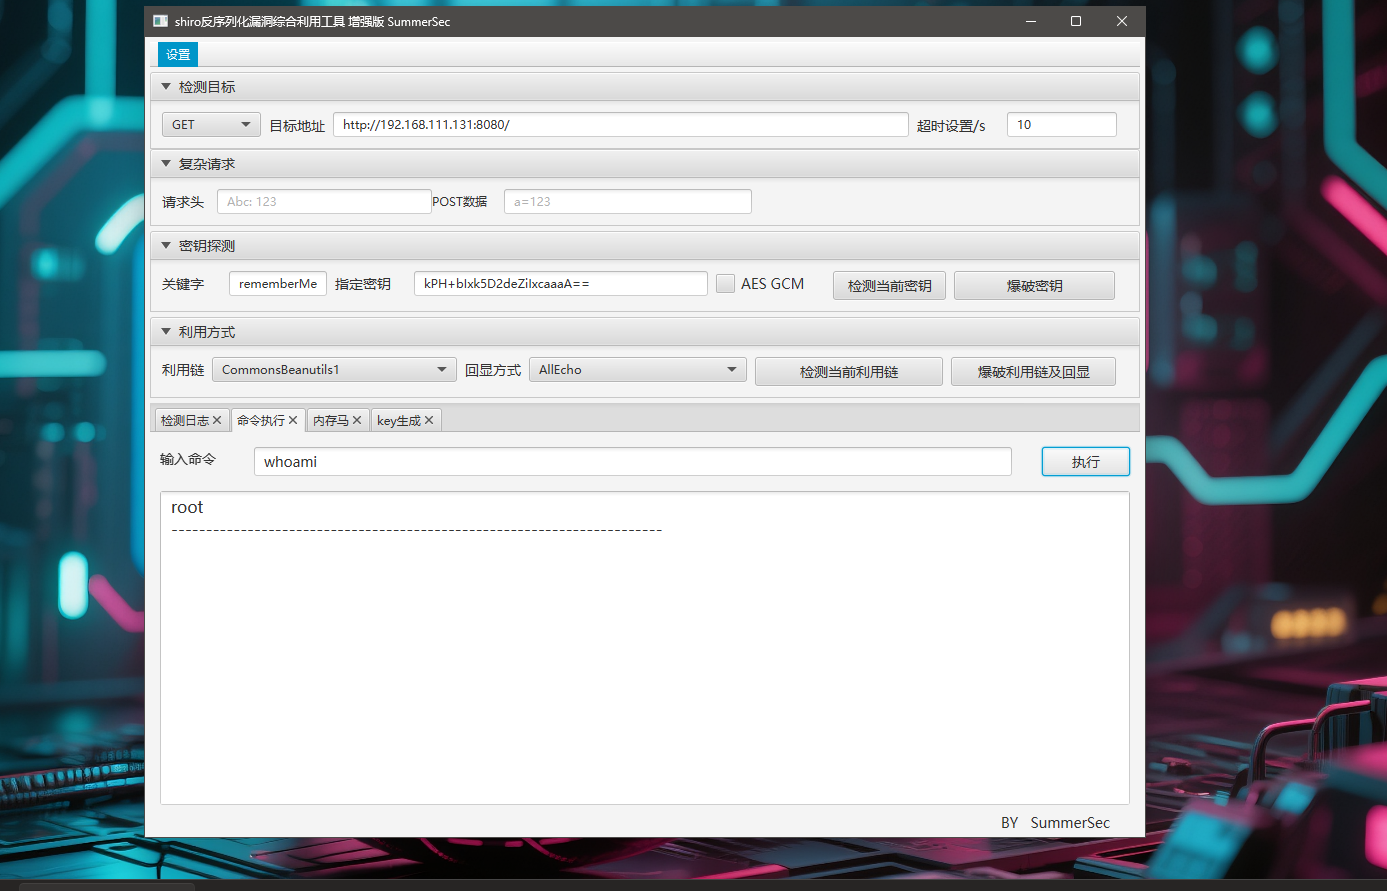 shiro反序列化漏洞综合利用工具 增强版 SummerSec
设置
检测目标
GET 目标地址 http://192.168.111.131:8080/ 超时设置/s 10
复杂请求
请求头 Abc: 123 POST数据 a=123
密钥探测
关键字 rememberMe 指定密钥 kPH+bIxk5D2deZiIxcaaaA== AES GCM 检测当前密钥 爆破密钥
利用方式
利用链 CommonsBeanutils1 回显方式 AllEcho 检测当前利用链 爆破利用链及回显
检测日志 命令执行 内存马 key生成
输入命令 whoami 执行
root
----------------------------------------------------------------------
BY SummerSec